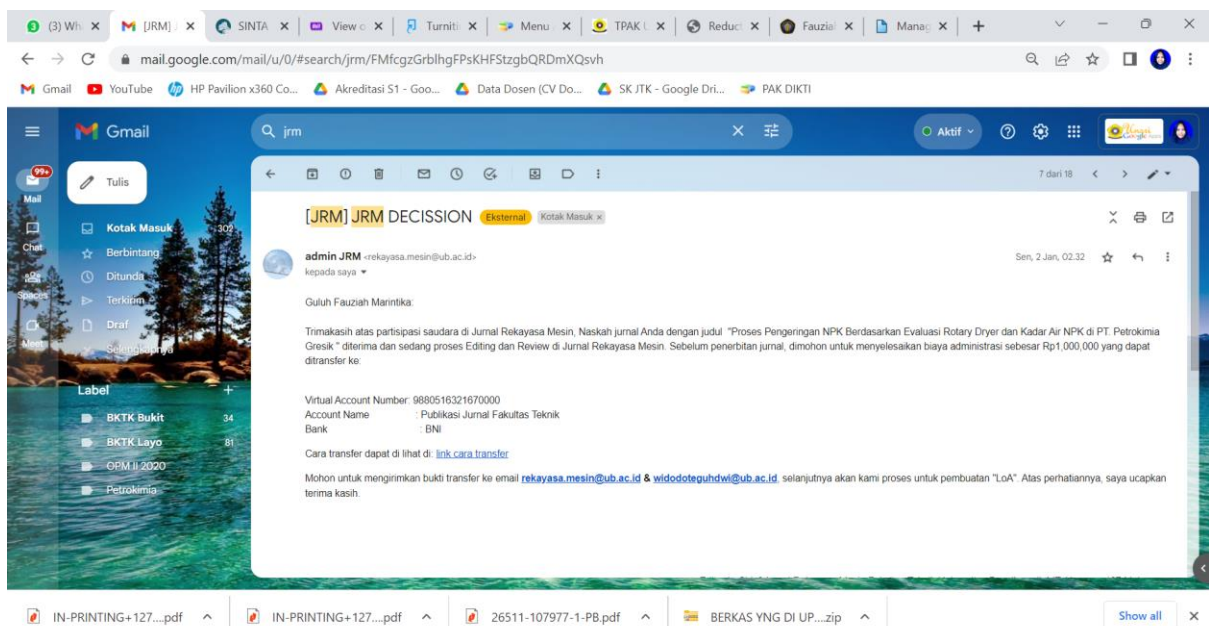 (3) Wh
[JRM] J
SINTA
View o
Turniti
Menu
TPAK (
Reduc
Fauzial
Manag
mail.google.com/mail/u/0/#search/jrm/FMfcgzGrblhgFPsKHFStzgbQRDmXQsvh
Gmail
YouTube
HP Pavilion x360 Co...
Akreditasi S1 - Goo...
Data Dosen (CV Do...
SK JTK - Google Dri...
PAK DIKTI
Gmail
jrm
Aktif
99+
Mail
Chat
Spaces
Meet
Tulis
7 dari 18
Kotak Masuk 302
Berbintang
Ditunda
Terkirim
Draf
Selengkapnya
Label
BKTK Bukit 34
BKTK Layo 81
OPM II 2020
Petrokimia
[JRM] JRM DECISSION Eksternal Kotak Masuk ×
admin JRM <rekayasa.mesin@ub.ac.id>
Sen, 2 Jan, 02.32
kepada saya
Guluh Fauziah Marintika:
Trimakasih atas partisipasi saudara di Jurnal Rekayasa Mesin, Naskah jurnal Anda dengan judul "Proses Pengeringan NPK Berdasarkan Evaluasi Rotary Dryer dan Kadar Air NPK di PT. Petrokimia
Gresik " diterima dan sedang proses Editing dan Review di Jurnal Rekayasa Mesin. Sebelum penerbitan jurnal, dimohon untuk menyelesaikan biaya administrasi sebesar Rp1,000,000 yang dapat
ditransfer ke:
Virtual Account Number: 9880516321670000
Account Name : Publikasi Jurnal Fakultas Teknik
Bank : BNI
Cara transfer dapat di lihat di: link cara transfer
Mohon untuk mengirimkan bukti transfer ke email rekayasa.mesin@ub.ac.id & widodoteguhdwi@ub.ac.id, selanjutnya akan kami proses untuk pembuatan "LoA". Atas perhatiannya, saya ucapkan
terima kasih.
IN-PRINTING+127....pdf
IN-PRINTING+127....pdf
26511-107977-1-PB.pdf
BERKAS YNG DI UP....zip
Show all